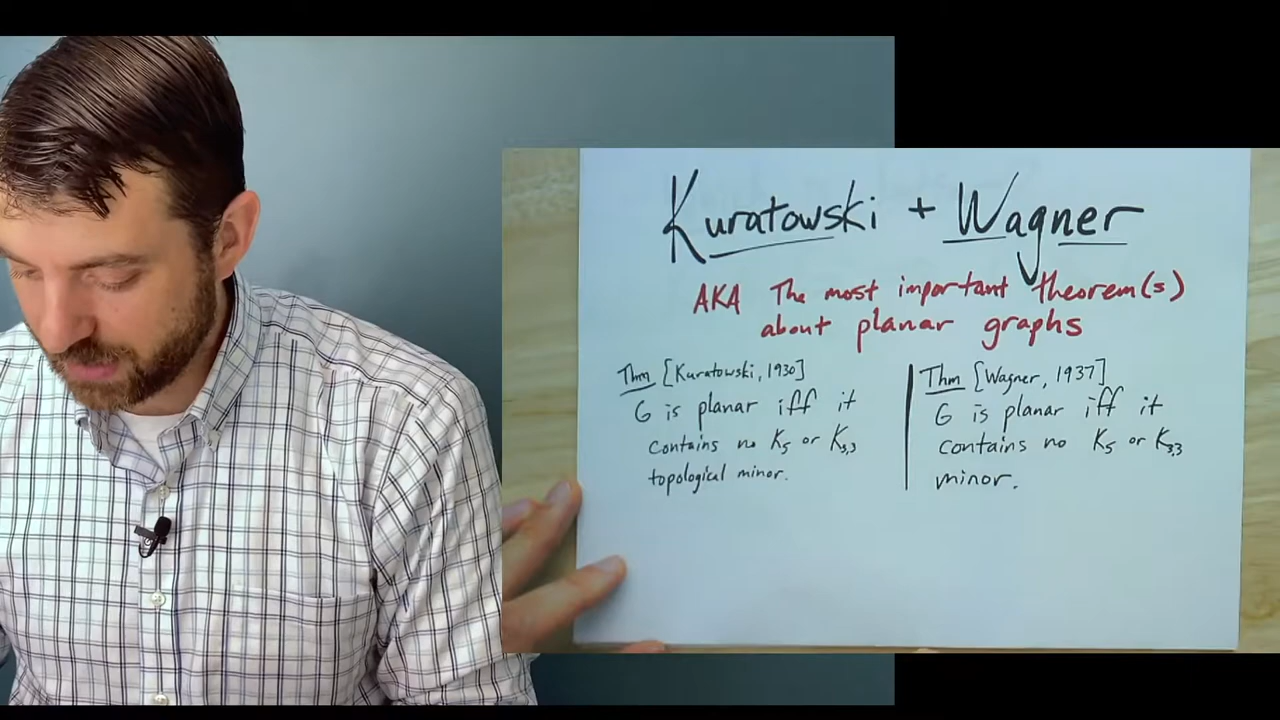 Kuratowski + Wagner
AKA The most important theorem(s)
about planar graphs
Thm [Kuratowski, 1930]
G is planar iff it
contains no K5 or K3,3
topological minor.
Thm [Wagner, 1937]
G is planar iff it
contains no K5 or K3,3
minor.